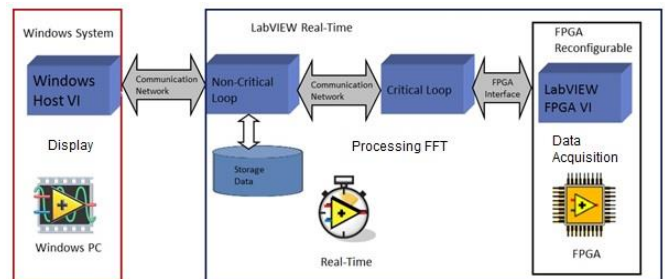 Windows System
LabVIEW Real-Time
FPGA
Reconfigurable
Windows
Host VI
Communication
Network
Non-Critical
Loop
Communication
Network
Critical Loop
FPGA
Interface
LabVIEW
FPGA VI
Display
Processing FFT
Data
Acquisition
Storage
Data
Windows PC
Real-Time
FPGA